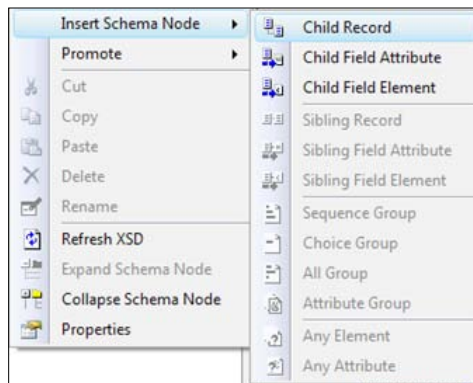 Insert Schema Node
Promote
Cut
Copy
Paste
Delete
Rename
Refresh XSD
Expand Schema Node
Collapse Schema Node
Properties
Child Record
Child Field Attribute
Child Field Element
Sibling Record
Sibling Field Attribute
Sibling Field Element
Sequence Group
Choice Group
All Group
Attribute Group
Any Element
Any Attribute